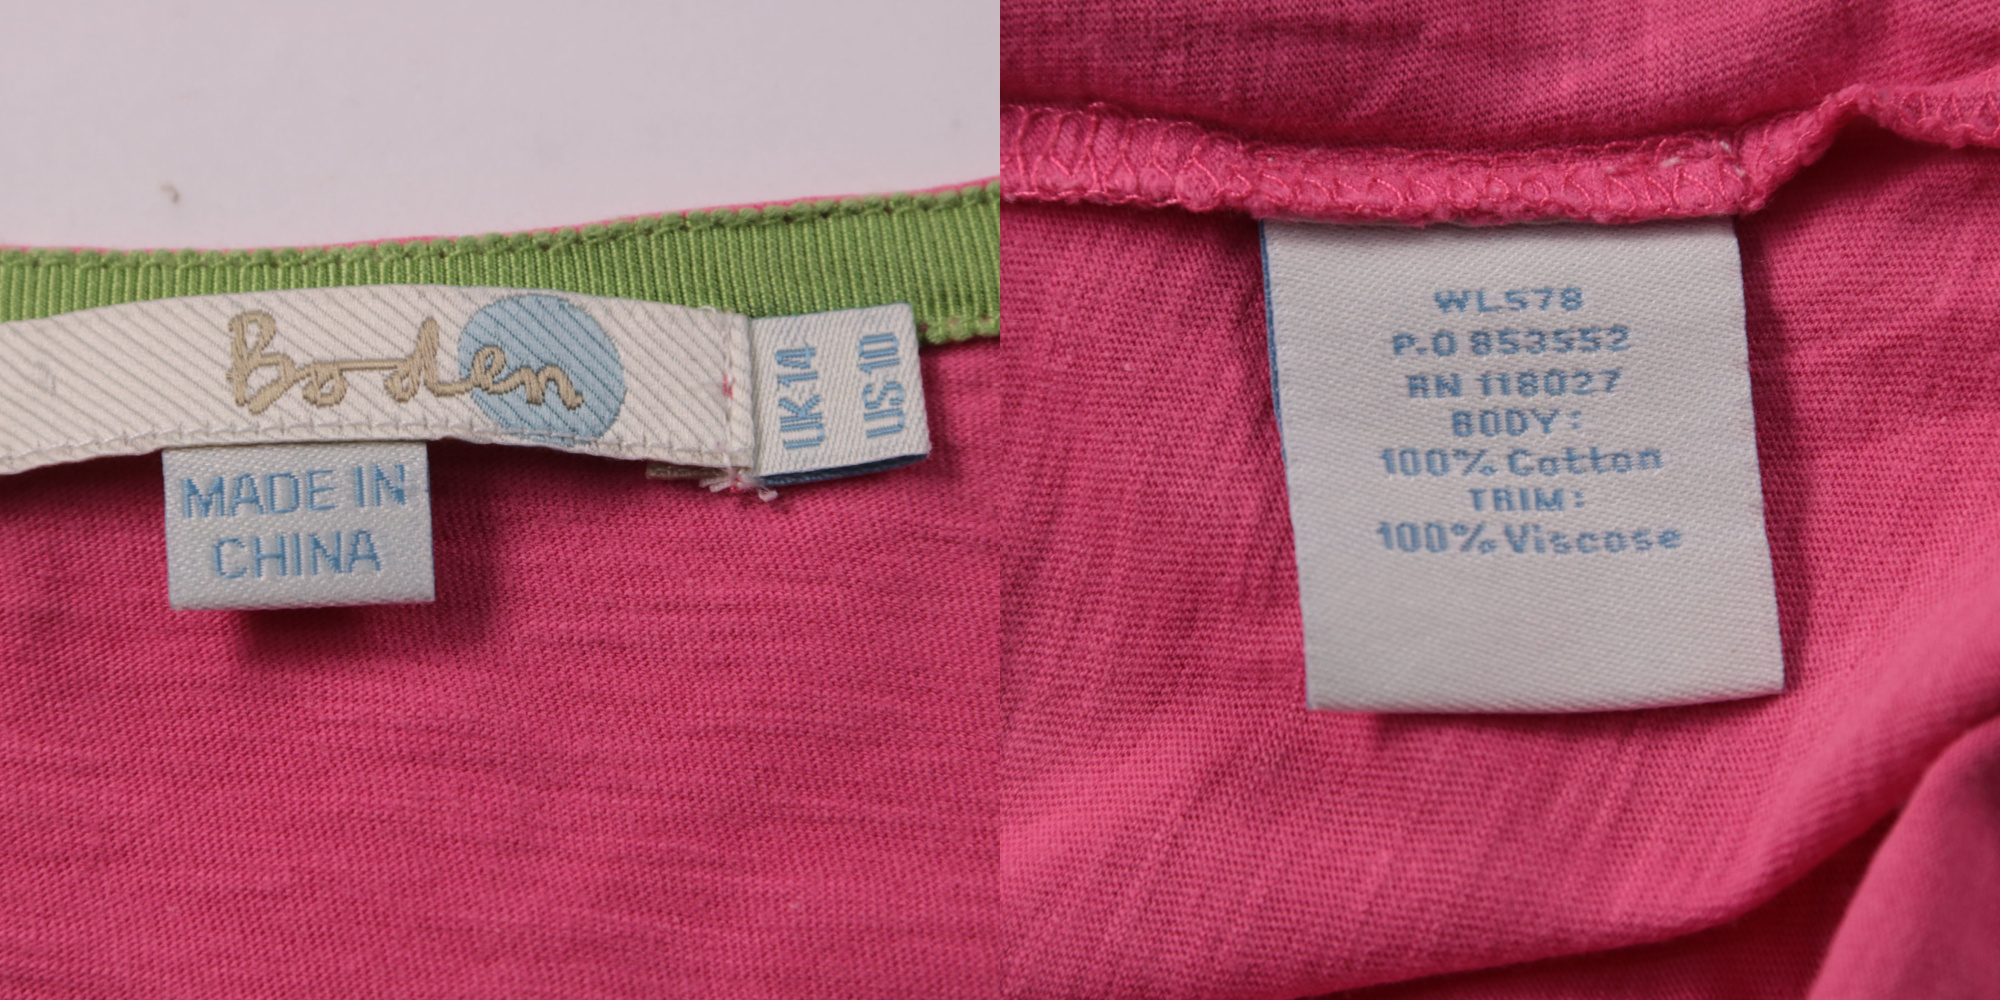 Boden
UK14
US10
MADE IN
CHINA
WL578
P.O 853552
RN 118027
BODY:
100% Cotton
TRIM:
100% Viscose